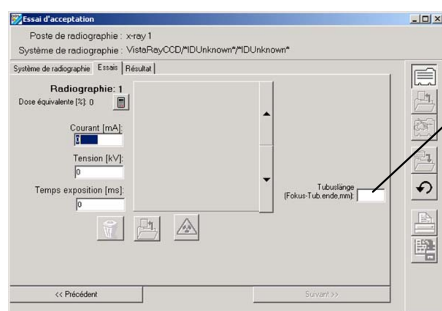 Essai d'acceptation
Poste de radiographie : x-ray 1
Système de radiographie : VistaRayCCD/*IDUnknown*/*IDUnknown*
Système de radiographie Essais Résultat
Radiographie: 1
Dose équivalente [%]: 0
Courant [mA]:
0
Tension [kV]:
0
Temps exposition [ms]:
0
Tubuslänge
(Fokus-Tub.ende,mm):
<< Précédent
Suivant >>